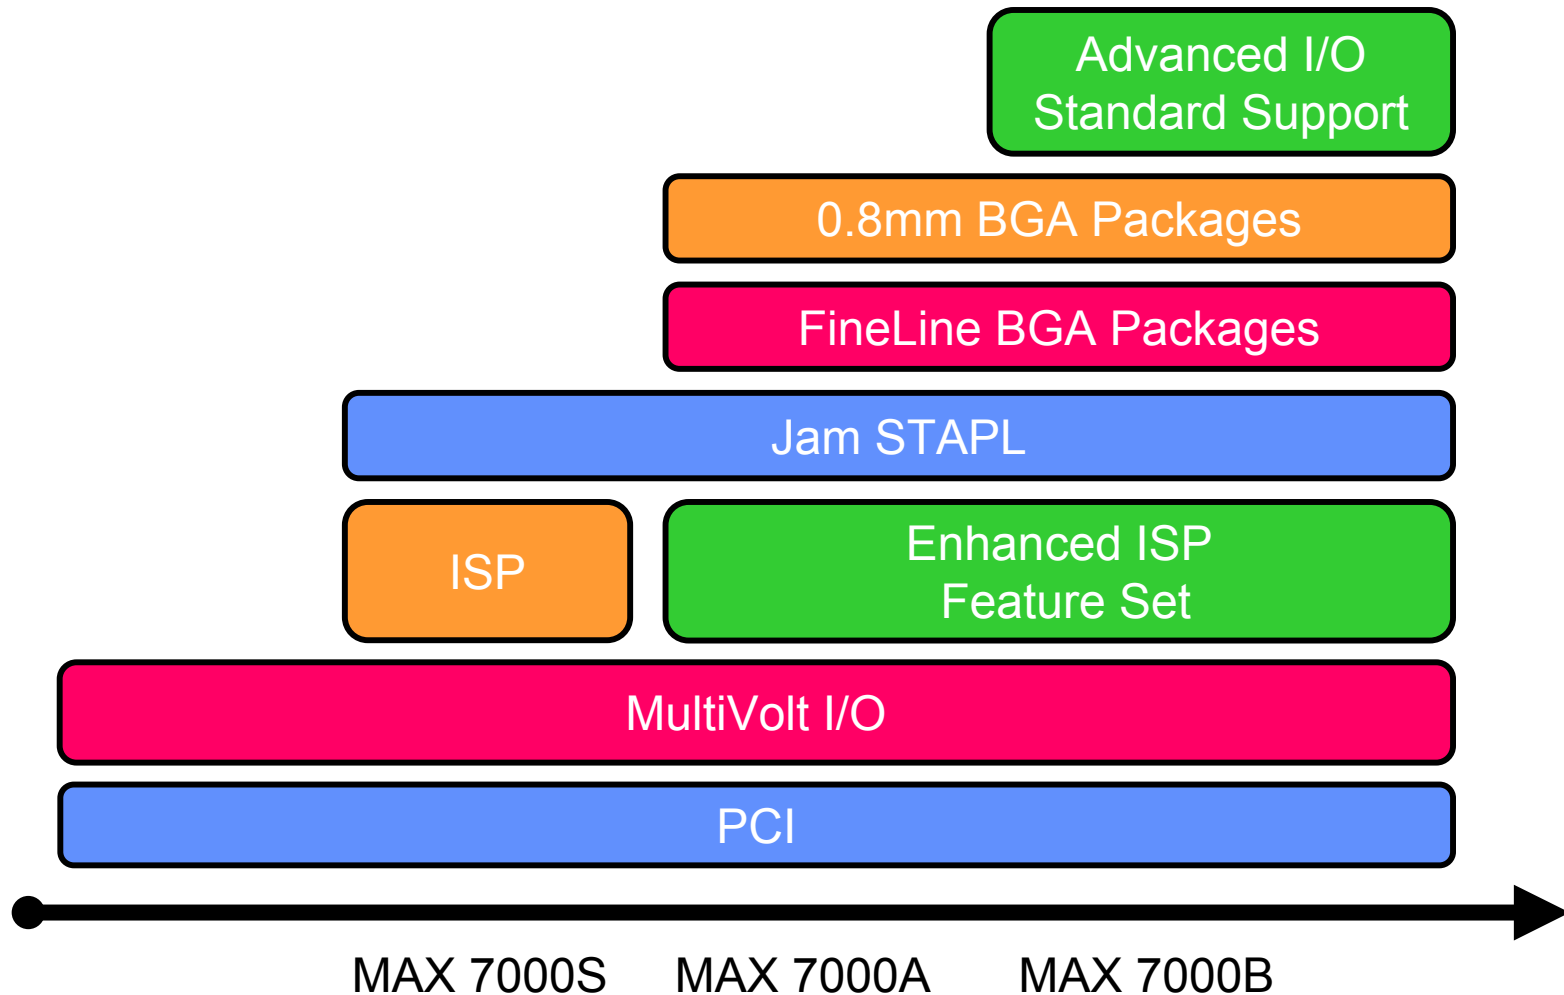 Advanced I/O
Standard Support
0.8mm BGA Packages
FineLine BGA Packages
Jam STAPL
ISP
Enhanced ISP
Feature Set
MultiVolt I/O
PCI
MAX 7000S
MAX 7000A
MAX 7000B